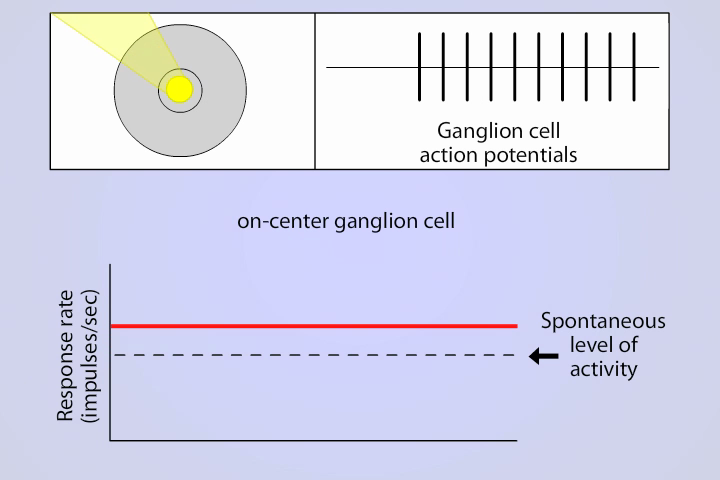 Ganglion cell
action potentials
on-center ganglion cell
Response rate
(impulses/sec)
Spontaneous
level of
activity